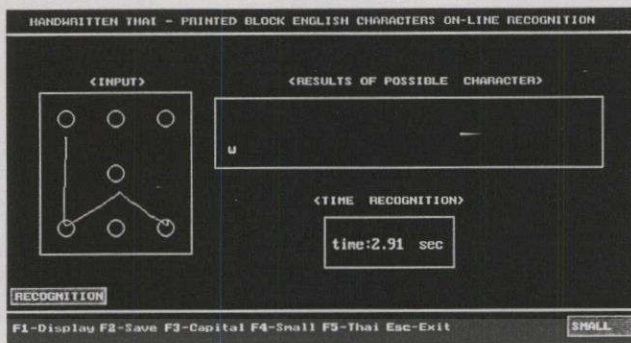 HANDWRITTEN THAI - PRINTED BLOCK ENGLISH CHARACTERS ON-LINE RECOGNITION
<INPUT>
<RESULTS OF POSSIBLE CHARACTER>
w
<TIME RECOGNITION>
time:2.91 sec
RECOGNITION
F1-Display F2-Save F3-Capital F4-Small F5-Thai Esc-Exit
SMALL